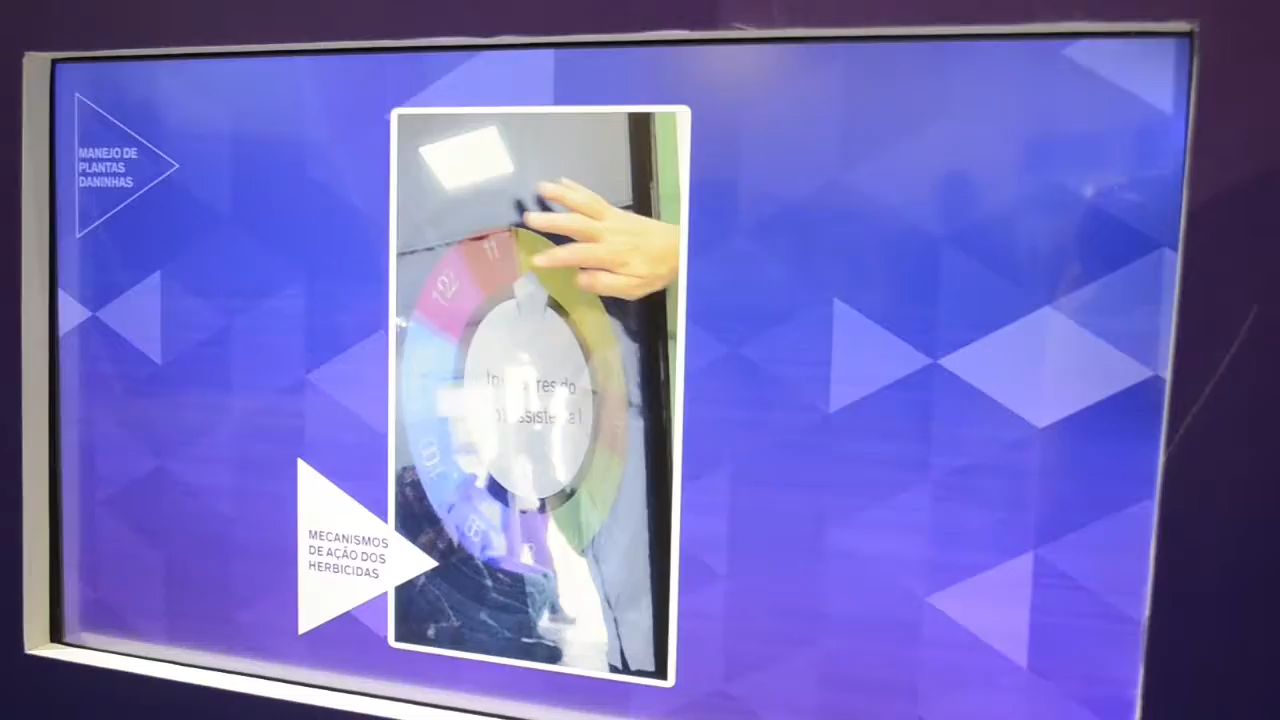 MANEJO DE
PLANTAS
DANINHAS
11
12
MECANISMOS
DE AÇÃO DOS
HERBICIDAS